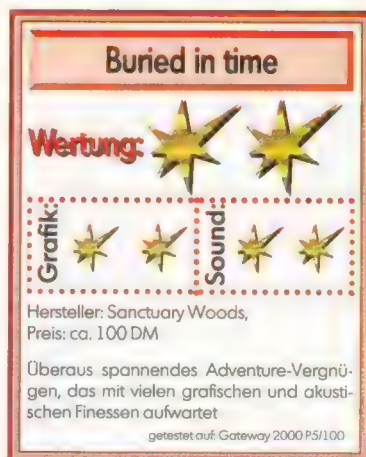 Buried in time
Wertung:
Grafik:
Sound:
Hersteller: Sanctuary Woods,
Preis: ca. 100 DM
Überaus spannendes Adventure-Vergnü-
gen, das mit vielen grafischen und akusti-
schen Finessen aufwartet
getestet auf: Gateway 2000 P5/100